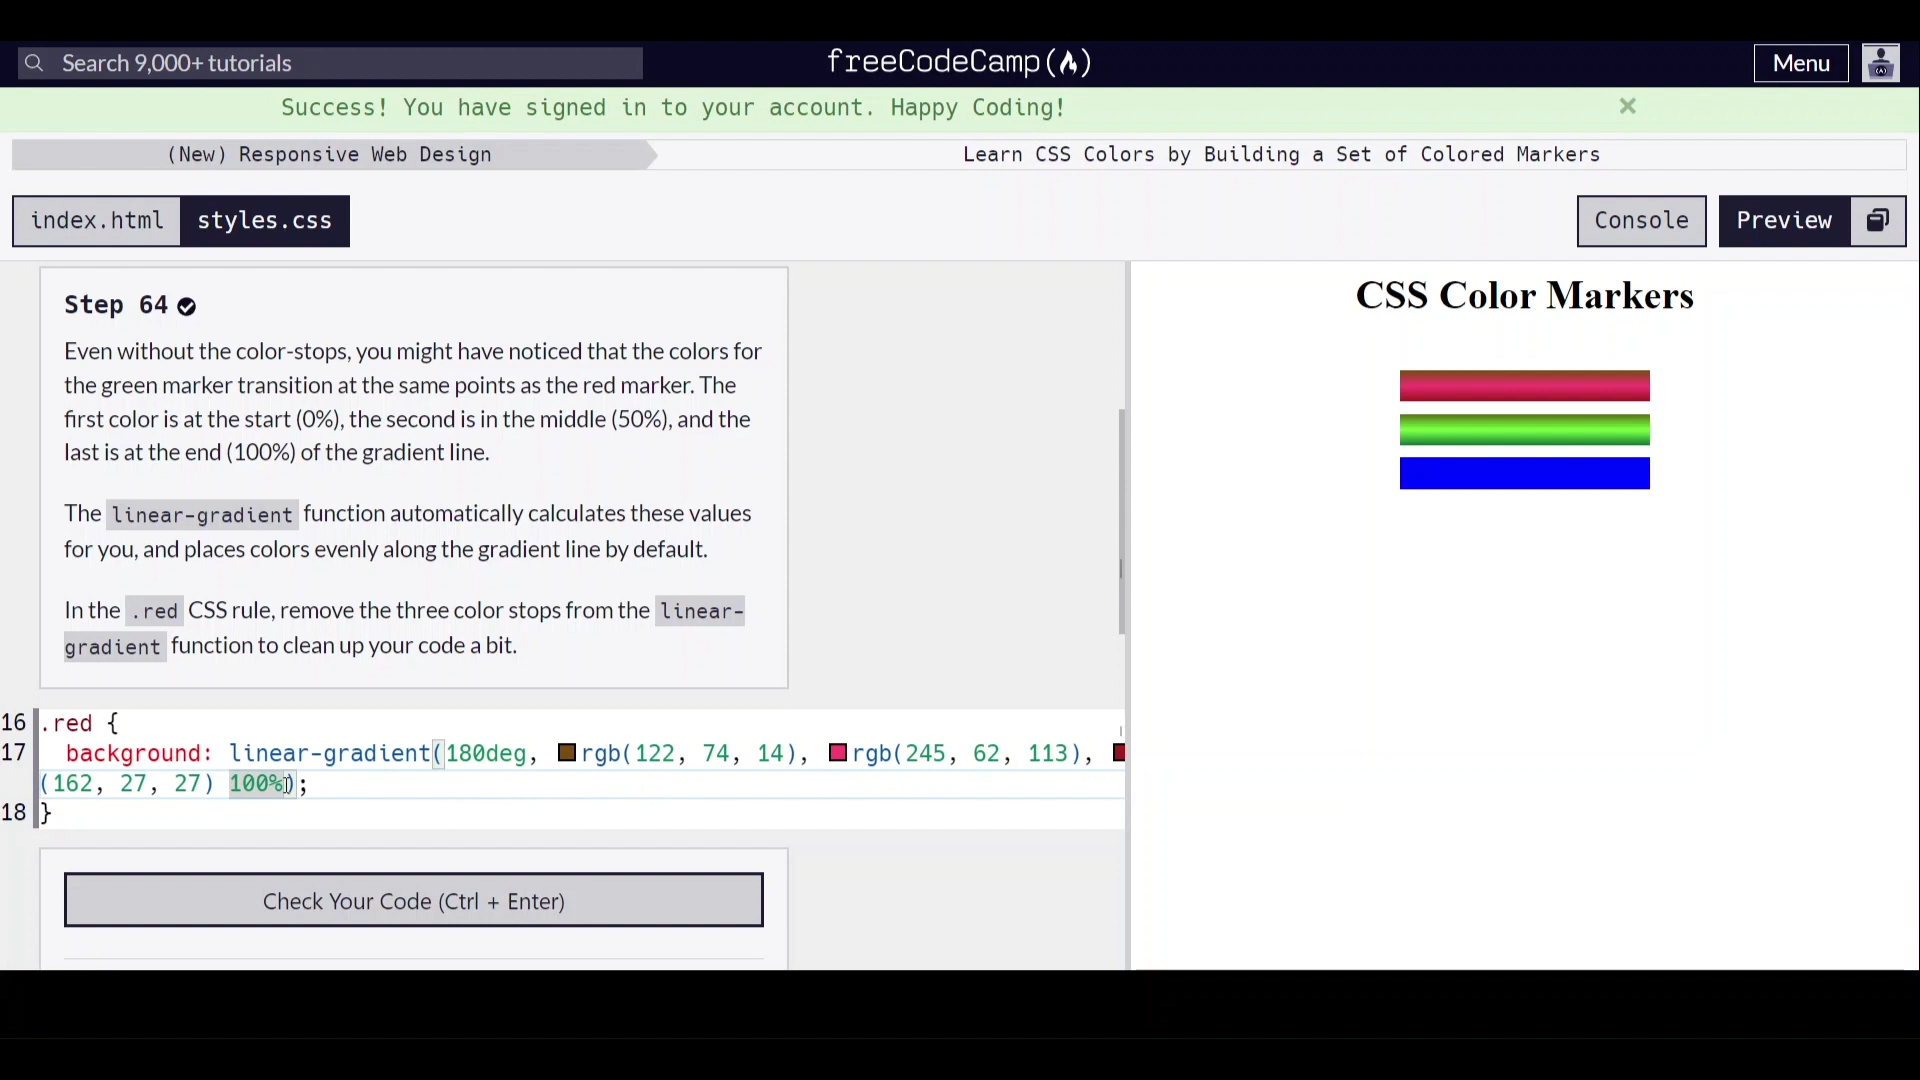 Search 9,000+ tutorials
freeCodeCamp(🔥)
Menu
Success! You have signed in to your account. Happy Coding!
×
(New) Responsive Web Design
Learn CSS Colors by Building a Set of Colored Markers
index.html
styles.css
Console
Preview
Step 64
Even without the color-stops, you might have noticed that the colors for
the green marker transition at the same points as the red marker. The
first color is at the start (0%), the second is in the middle (50%), and the
last is at the end (100%) of the gradient line.
The linear-gradient function automatically calculates these values
for you, and places colors evenly along the gradient line by default.
In the .red CSS rule, remove the three color stops from the linear-
gradient function to clean up your code a bit.
16 .red {
17 background: linear-gradient(180deg, rgb(122, 74, 14), rgb(245, 62, 113),
(162, 27, 27) 100%);
18 }
Check Your Code (Ctrl + Enter)
CSS Color Markers